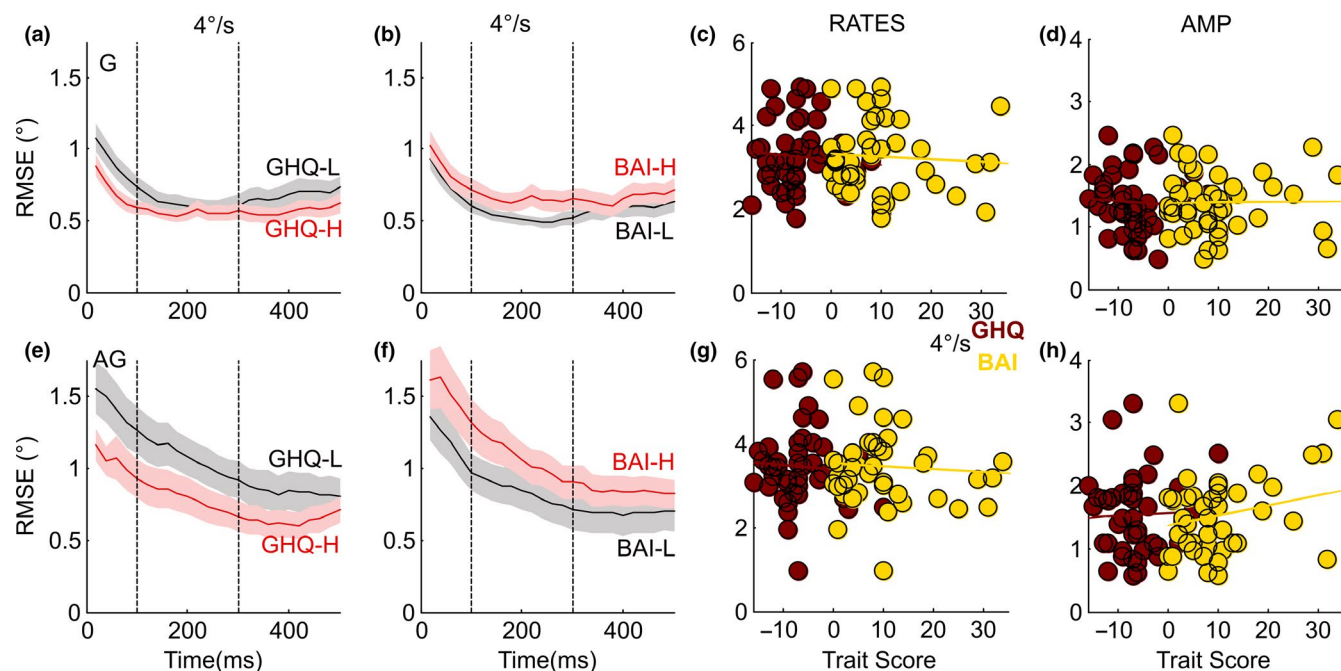 (a)
4°/s
(b)
4°/s
(c)
RATES
(d)
AMP
G
GHQ-L
GHQ-H
BAI-H
BAI-L
RMSE (°)
1.5
1
0.5
0
0 200 400
1.5
1
0.5
0
0 200 400
6
4
2
0
−10 0 10 20 30
4
3
2
1
0
−10 0 10 20 30
GHQ
4°/s
BAI
(e)
(f)
(g)
(h)
AG
GHQ-L
GHQ-H
BAI-H
BAI-L
RMSE (°)
1.5
1
0.5
0
0 200 400
Time(ms)
1.5
1
0.5
0
0 200 400
Time(ms)
6
4
2
0
−10 0 10 20 30
Trait Score
4
3
2
1
0
−10 0 10 20 30
Trait Score